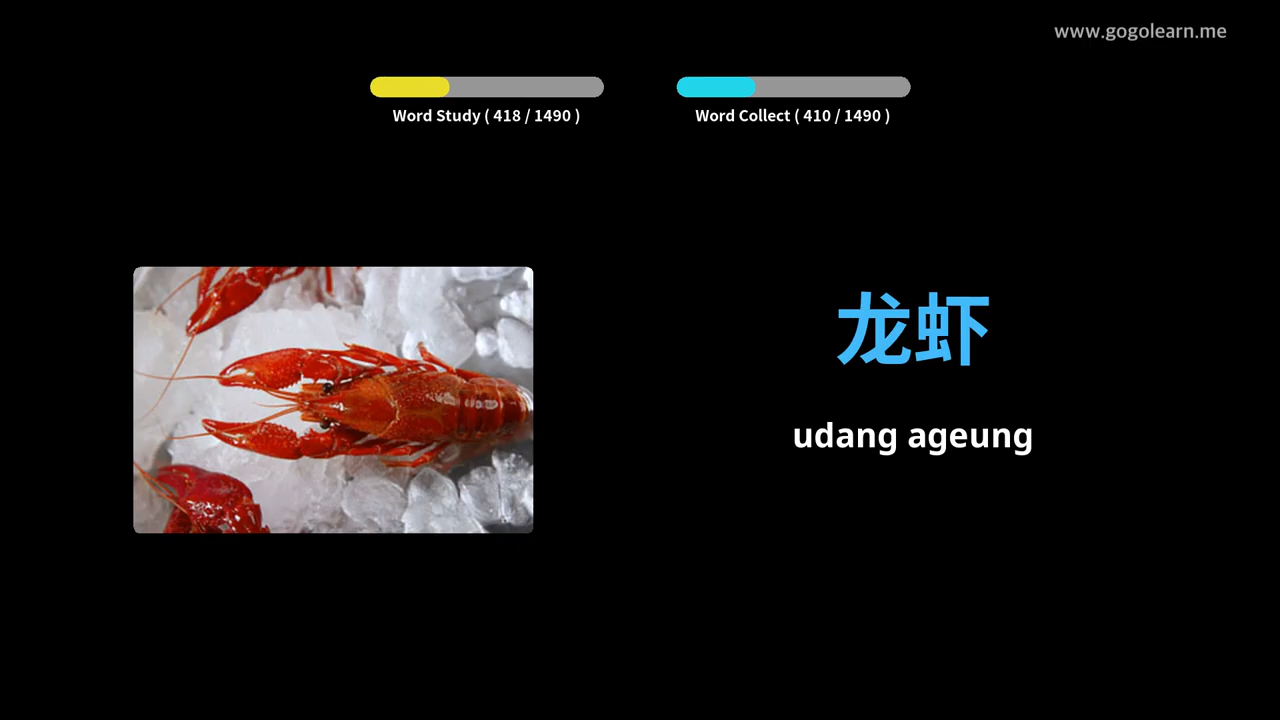 www.gogolearn.me
Word Study ( 418 / 1490 )
Word Collect ( 410 / 1490 )
龙虾
udang ageung